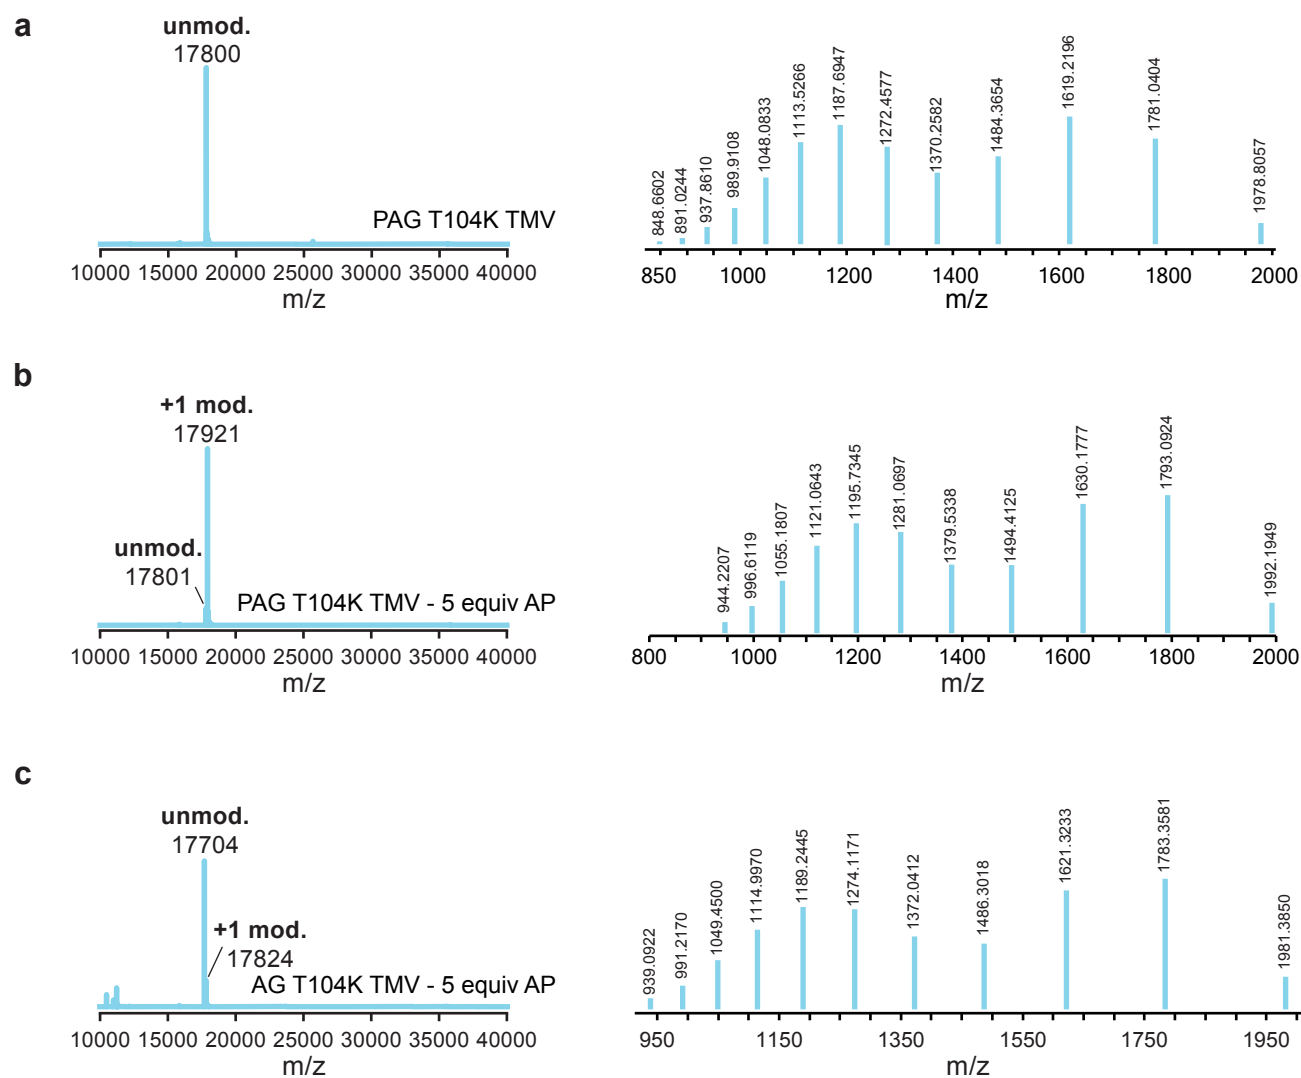 a
unmod.
17800
PAG T104K TMV
10000 15000 20000 25000 30000 35000 40000
m/z
848.6602
891.0244
937.8610
989.9108
1048.0833
1113.5266
1187.6947
1272.4577
1370.2582
1484.3654
1619.2196
1781.0404
1978.8057
850 1000 1200 1400 1600 1800 2000
m/z
b
+1 mod.
17921
unmod.
17801
PAG T104K TMV - 5 equiv AP
10000 15000 20000 25000 30000 35000 40000
m/z
944.2207
996.6119
1055.1807
1121.0643
1195.7345
1281.0697
1379.5338
1494.4125
1630.1777
1793.0924
1992.1949
800 1000 1200 1400 1600 1800 2000
m/z
c
unmod.
17704
+1 mod.
17824
AG T104K TMV - 5 equiv AP
10000 15000 20000 25000 30000 35000 40000
m/z
939.0922
991.2170
1049.4500
1114.9970
1189.2445
1274.1171
1372.0412
1486.3018
1621.3233
1783.3581
1981.3850
950 1150 1350 1550 1750 1950
m/z